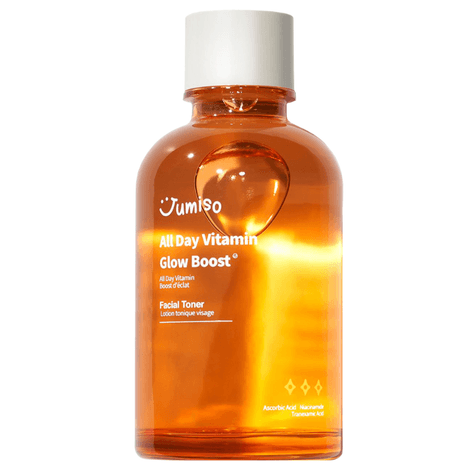 Jumiso
All Day Vitamin
Glow Boost
All Day Vitamin
Boost d'éclat
Facial Toner
Lotion tonique visage
Ascorbic Acid Niacinamide
Tranexamic Acid